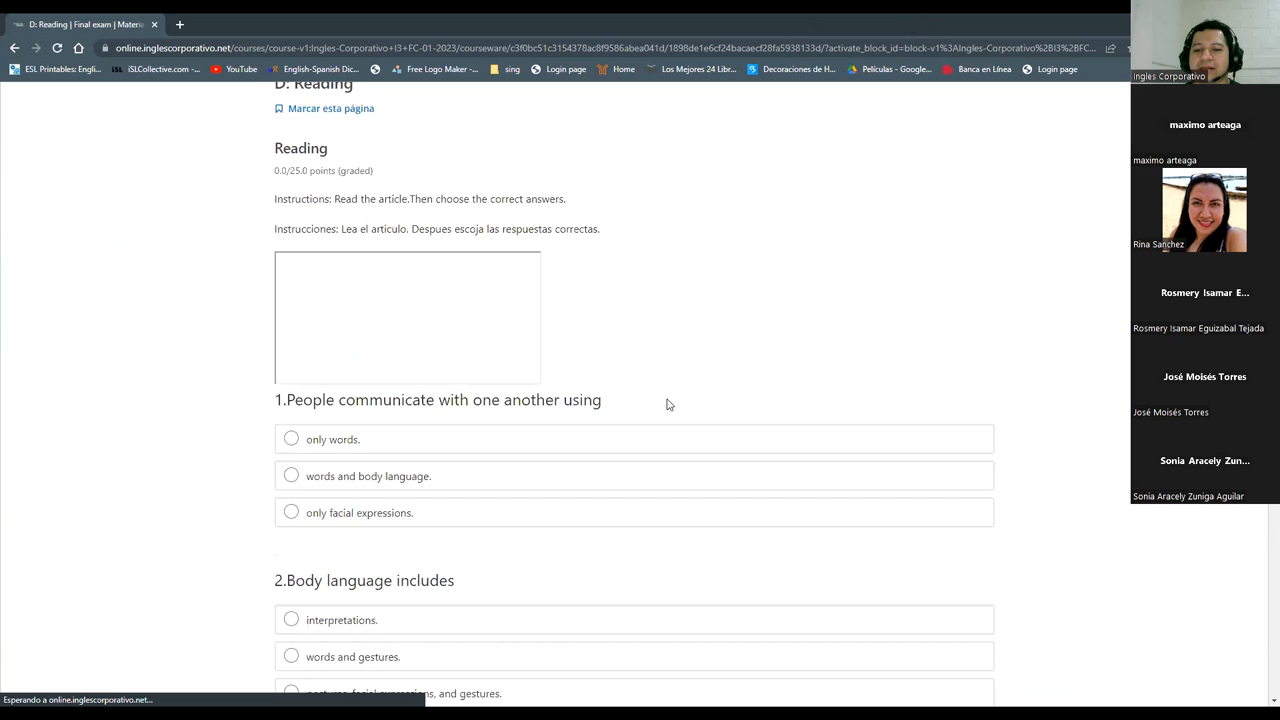 D: Reading | Final exam | Materia
online.inglescorporativo.net/courses/course-v1:Ingles-Corporativo+I3+FC-01-2023/courseware/c3f0bc51c3154378ac8f9586abea041d/1898de1e6cf24bacaecf28fa5938133d/?activate_block_id=block-v1%3AIngles-Corporativo%2BI3%2BFC...
ESL Printables: Engli...
iSLCollective.com -...
YouTube
English-Spanish Dic...
Free Logo Maker -...
sing
Login page
Home
Los Mejores 24 Libr...
Decoraciones de H...
Películas - Google...
Banca en Línea
Login page
D: Reading
Marcar esta página
Reading
0.0/25.0 points (graded)
Instructions: Read the article.Then choose the correct answers.
Instrucciones: Lea el articulo. Despues escoja las respuestas correctas.
1.People communicate with one another using
only words.
words and body language.
only facial expressions.
2.Body language includes
interpretations.
words and gestures.
postures, facial expressions, and gestures.
Esperando a online.inglescorporativo.net...
Ingles Corporativo
maximo arteaga
maximo arteaga
Rina Sanchez
Rosmery Isamar E...
Rosmery Isamar Eguizabal Tejada
José Moisés Torres
José Moisés Torres
Sonia Aracely Zun...
Sonia Aracely Zuniga Aguilar